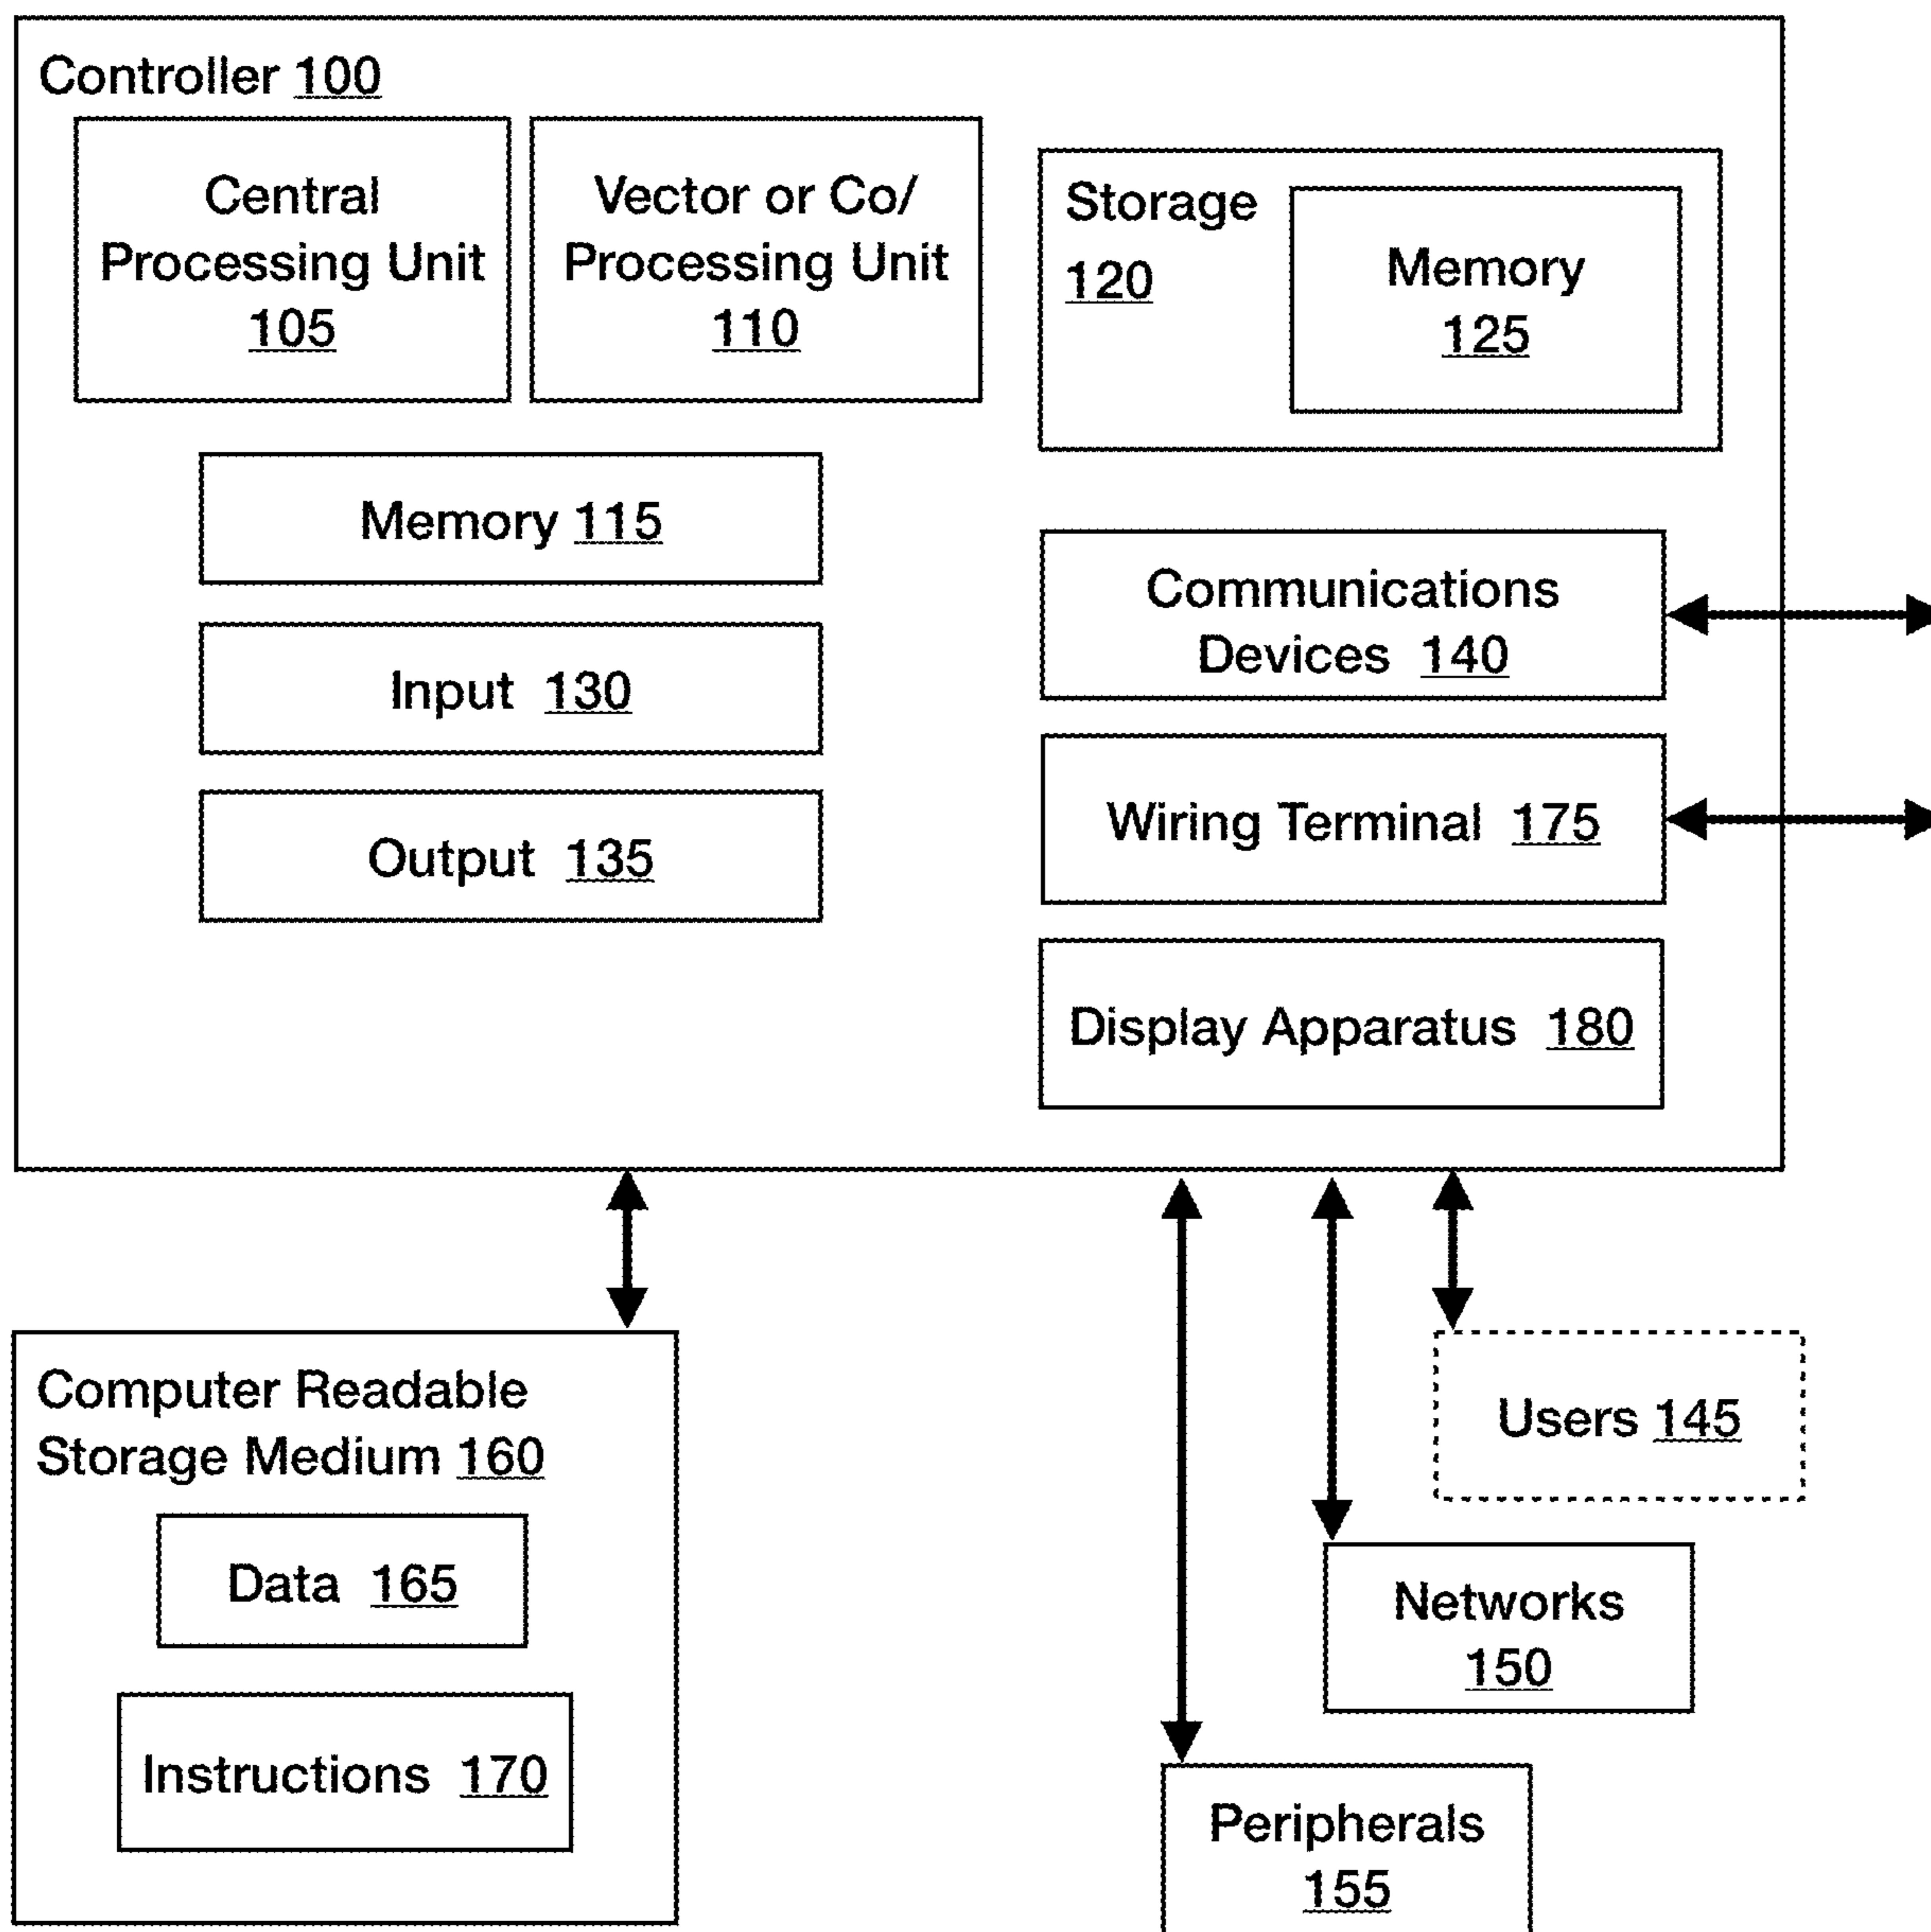 Controller 100
Central
Processing Unit
105
Vector or Co/
Processing Unit
110
Storage
120
Memory
125
Memory 115
Input 130
Output 135
Communications
Devices 140
Wiring Terminal 175
Display Apparatus 180
Computer Readable
Storage Medium 160
Data 165
Instructions 170
Users 145
Networks
150
Peripherals
155